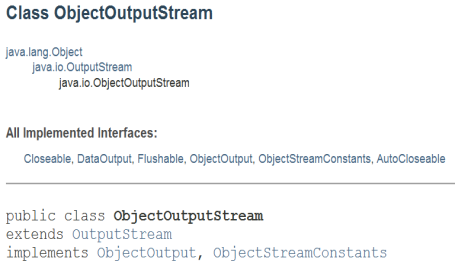 Class ObjectOutputStream
java.lang.Object
java.io.OutputStream
java.io.ObjectOutputStream
All Implemented Interfaces:
Closeable, DataOutput, Flushable, ObjectOutput, ObjectStreamConstants, AutoCloseable
public class ObjectOutputStream
extends OutputStream
implements ObjectOutput, ObjectStreamConstants